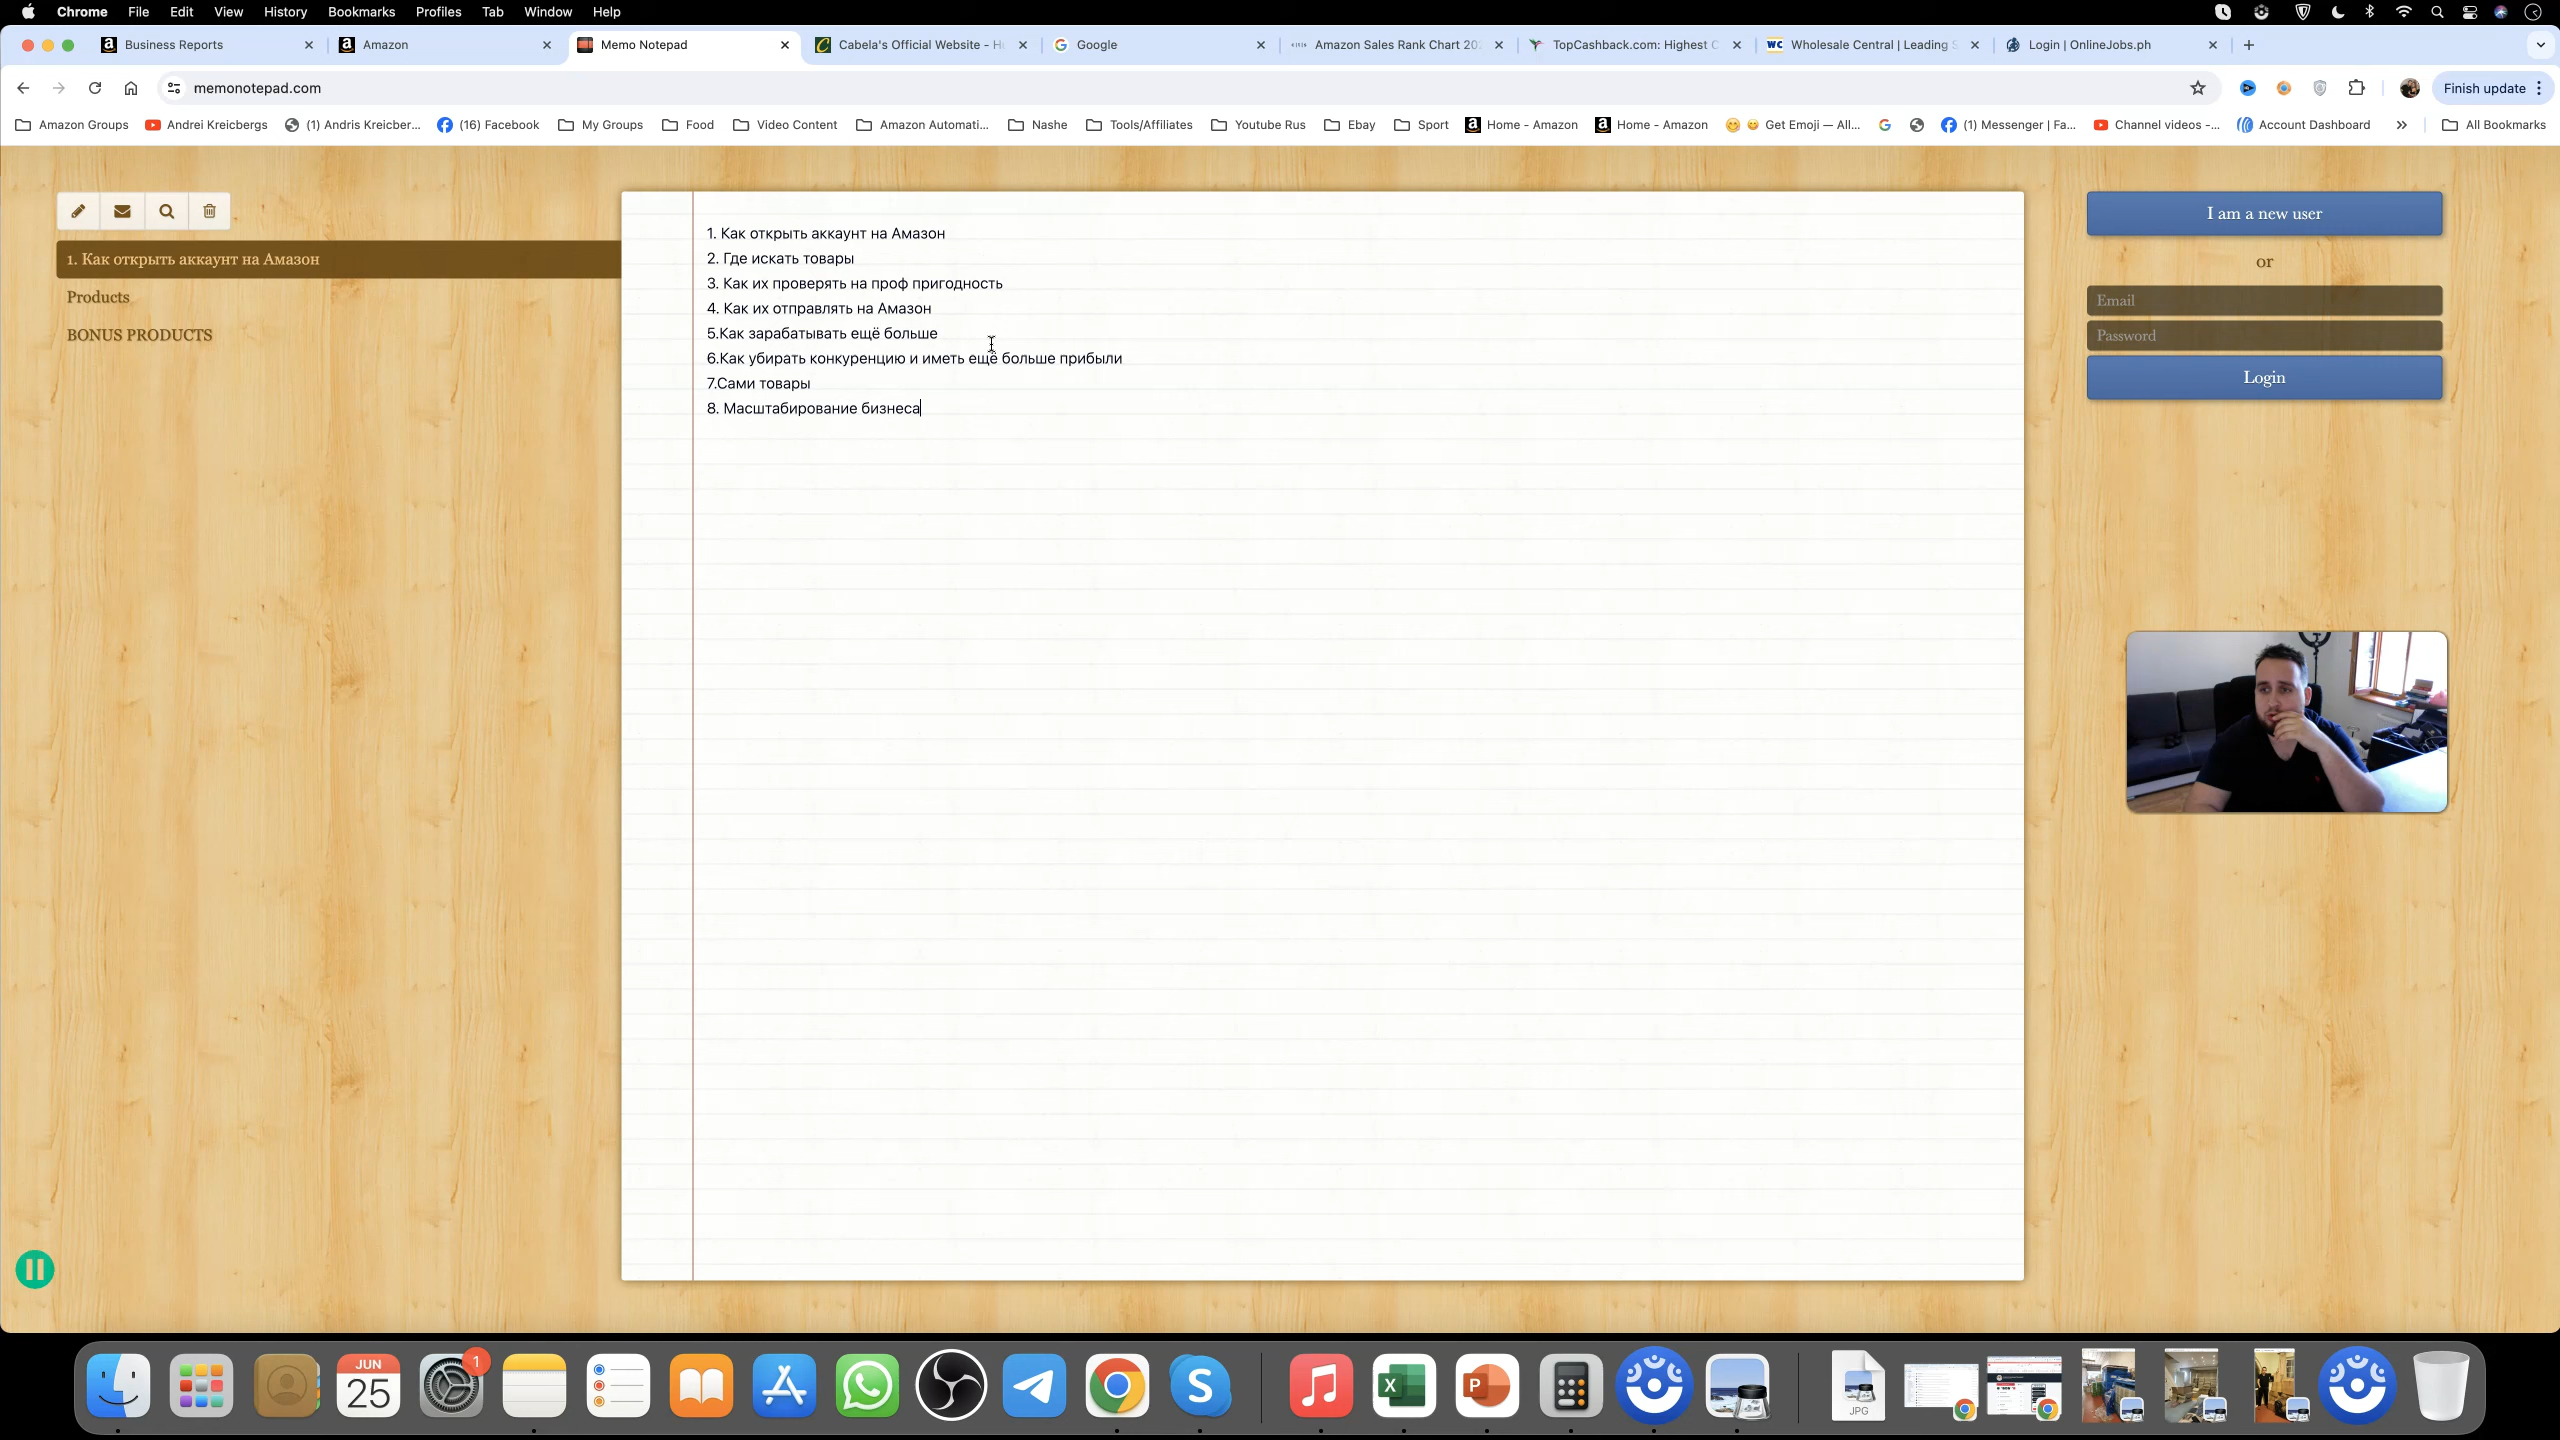 Chrome File Edit View History Bookmarks Profiles Tab Window Help
Business Reports Amazon Memo Notepad Cabela's Official Website - H Google Amazon Sales Rank Chart 20 TopCashback.com: Highest C Wholesale Central | Leading S Login | OnlineJobs.ph
memonotepad.com Finish update
Amazon Groups Andrei Kreicbergs (1) Andris Kreicber... (16) Facebook My Groups Food Video Content Amazon Automati... Nashe Tools/Affiliates Youtube Rus Ebay Sport Home - Amazon Home - Amazon Get Emoji — All... (1) Messenger | Fa... Channel videos -... Account Dashboard » All Bookmarks
1. Как открыть аккаунт на Амазон
Products
BONUS PRODUCTS
1. Как открыть аккаунт на Амазон
2. Где искать товары
3. Как их проверять на проф пригодность
4. Как их отправлять на Амазон
5.Как зарабатывать ещё больше
6.Как убирать конкуренцию и иметь ещё больше прибыли
7.Сами товары
8. Масштабирование бизнеса
I am a new user
or
Email
Password
Login
JUN
25
1
JPG